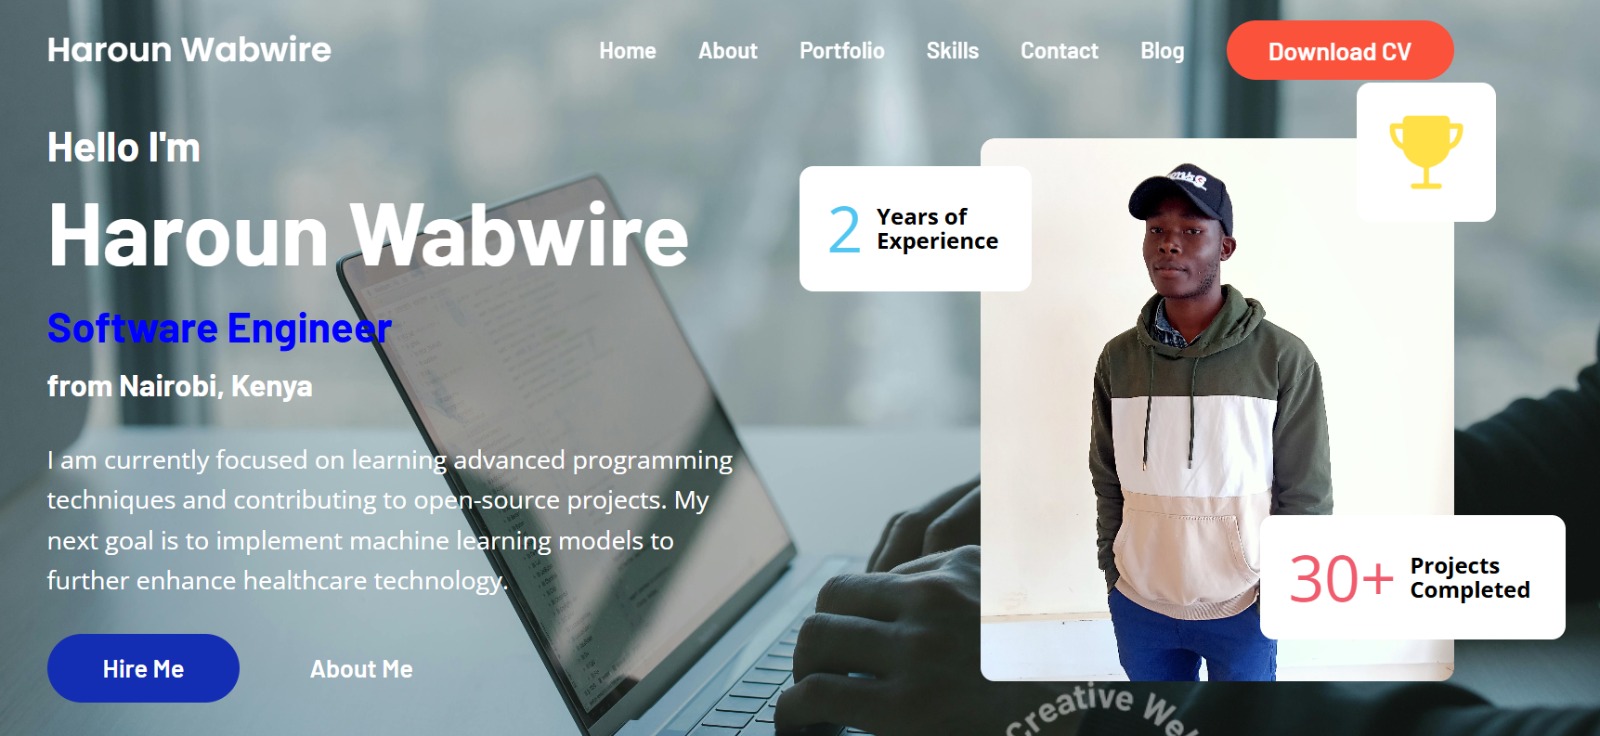 Haroun Wabwire
Home About Portfolio Skills Contact Blog Download CV
Hello I'm
Haroun Wabwire
Software Engineer
from Nairobi, Kenya
I am currently focused on learning advanced programming
techniques and contributing to open-source projects. My
next goal is to implement machine learning models to
further enhance healthcare technology.
Hire Me About Me
2 Years of
Experience
30+ Projects
Completed
Creative